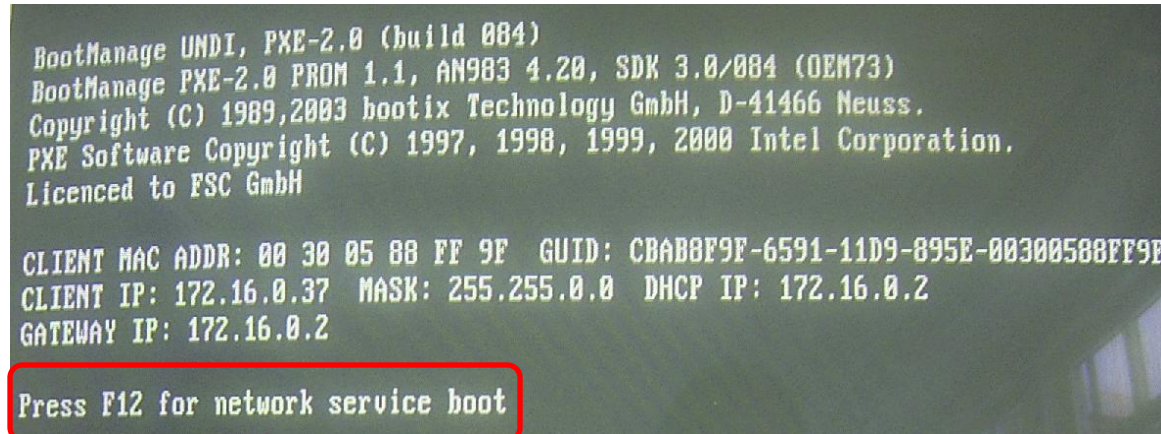 BootManage UNDI, PXE-2.0 (build 084)
BootManage PXE-2.0 PROM 1.1, AN983 4.20, SDK 3.0/084 (OEM73)
Copyright (C) 1989,2003 bootix Technology GmbH, D-41466 Neuss.
PXE Software Copyright (C) 1997, 1998, 1999, 2000 Intel Corporation.
Licenced to FSC GmbH
CLIENT MAC ADDR: 00 30 05 88 FF 9F GUID: CBAB8F9F-6591-11D9-895E-00300588FF9F
CLIENT IP: 172.16.0.37 MASK: 255.255.0.0 DHCP IP: 172.16.0.2
GATEWAY IP: 172.16.0.2
Press F12 for network service boot